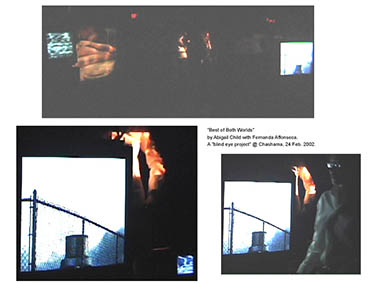 "Best of Both Worlds"
by Abigail Child with Fernanda Affonseca.
A "blind eye project" @ Chashama, 24 Feb. 2002.